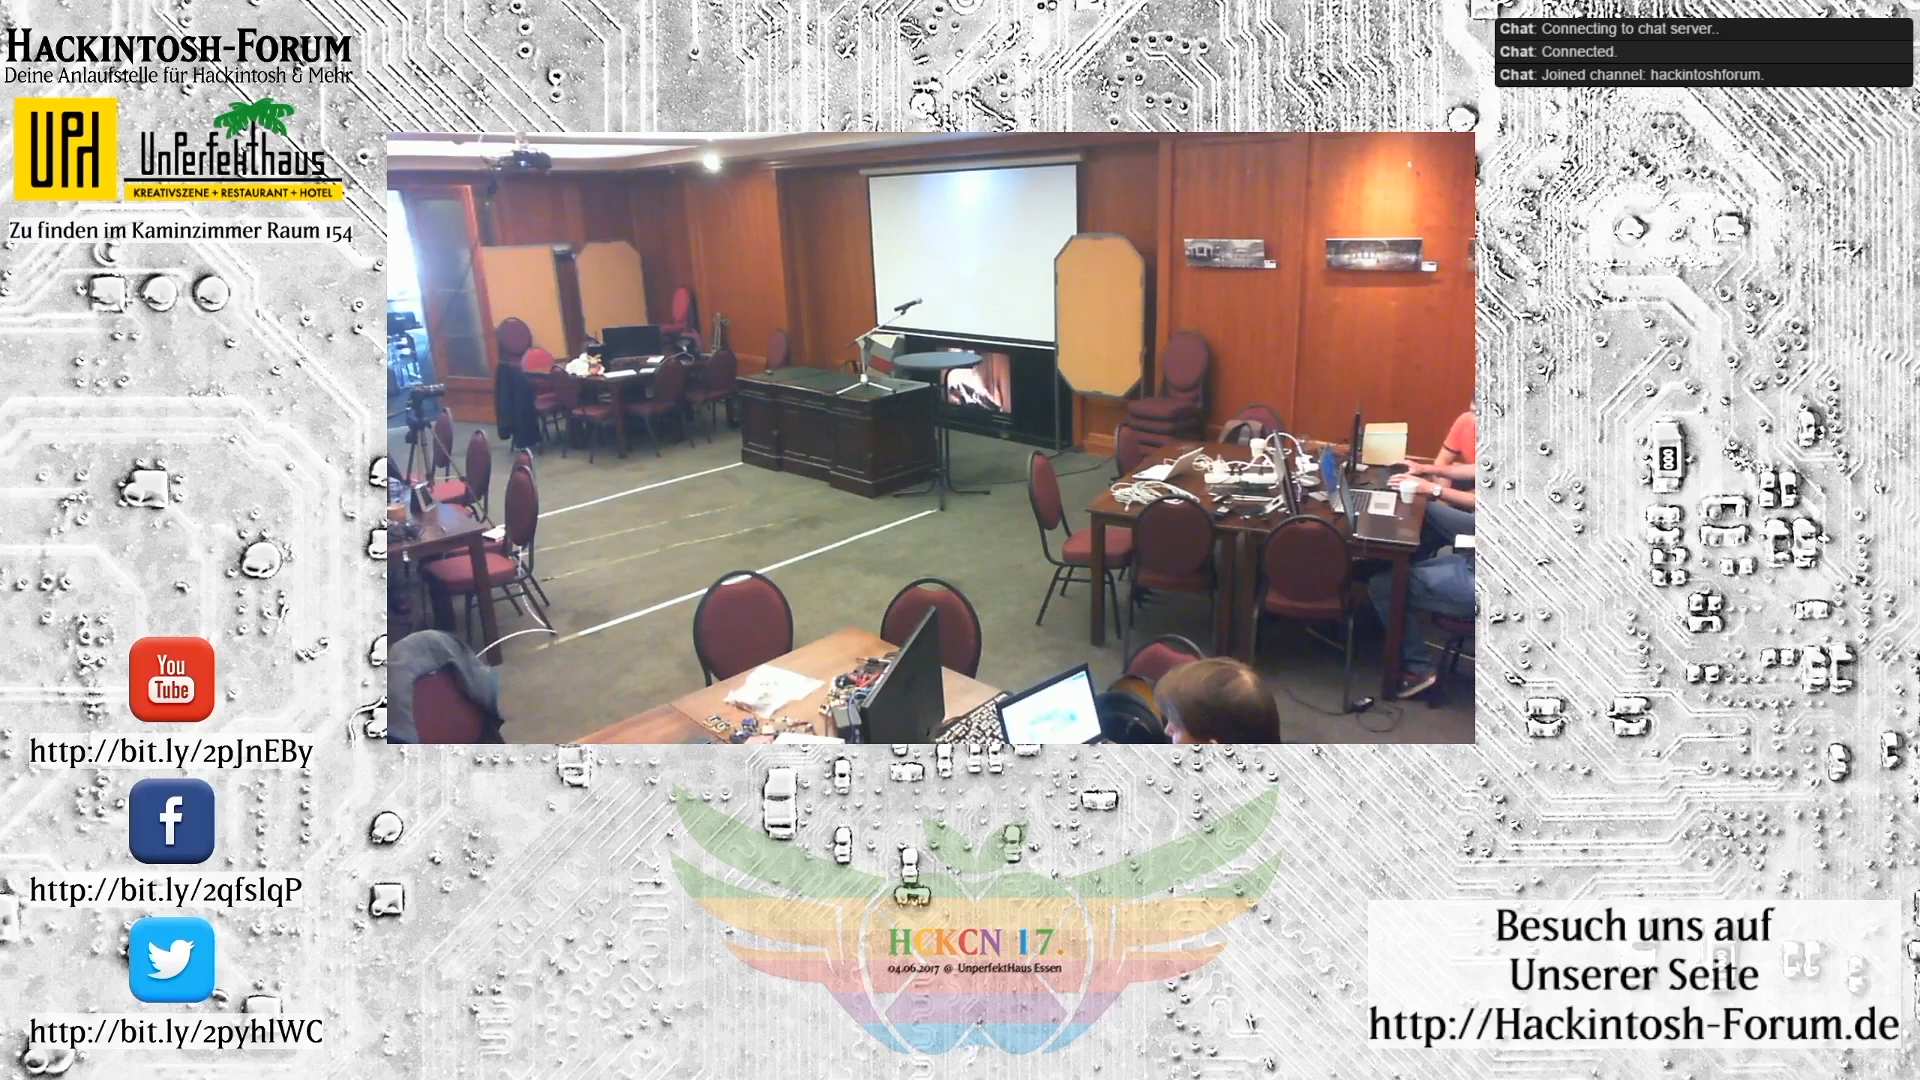 Hackintosh-Forum
Deine Anlaufstelle für Hackintosh & Mehr
UPH
UnPerfekthaus
KREATIVSZENE + RESTAURANT + HOTEL
Zu finden im Kaminzimmer Raum 154
Chat: Connecting to chat server..
Chat: Connected.
Chat: Joined channel: hackintoshforum.
You
Tube
http://bit.ly/2pJnEBy
f
http://bit.ly/2qfslqP
http://bit.ly/2pyhlWC
HCKCN 17.
04.06.2017 @ UnperfektHaus Essen
Besuch uns auf
Unserer Seite
http://Hackintosh-Forum.de